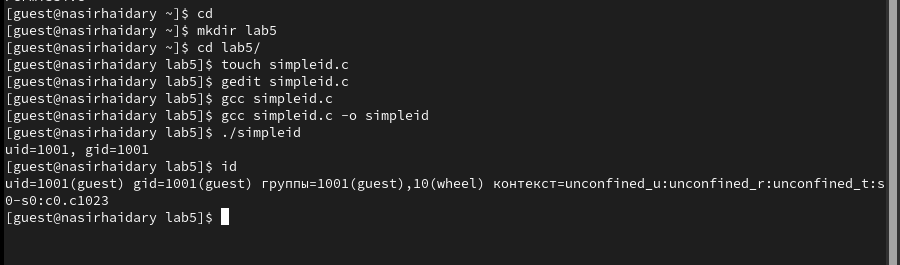 [guest@nasirhaidary ~]$ cd
[guest@nasirhaidary ~]$ mkdir lab5
[guest@nasirhaidary ~]$ cd lab5/
[guest@nasirhaidary lab5]$ touch simpleid.c
[guest@nasirhaidary lab5]$ gedit simpleid.c
[guest@nasirhaidary lab5]$ gcc simpleid.c
[guest@nasirhaidary lab5]$ gcc simpleid.c -o simpleid
[guest@nasirhaidary lab5]$ ./simpleid
uid=1001, gid=1001
[guest@nasirhaidary lab5]$ id
uid=1001(guest) gid=1001(guest) группы=1001(guest),10(wheel) контекст=unconfined_u:unconfined_r:unconfined_t:s
0-s0:c0.c1023
[guest@nasirhaidary lab5]$